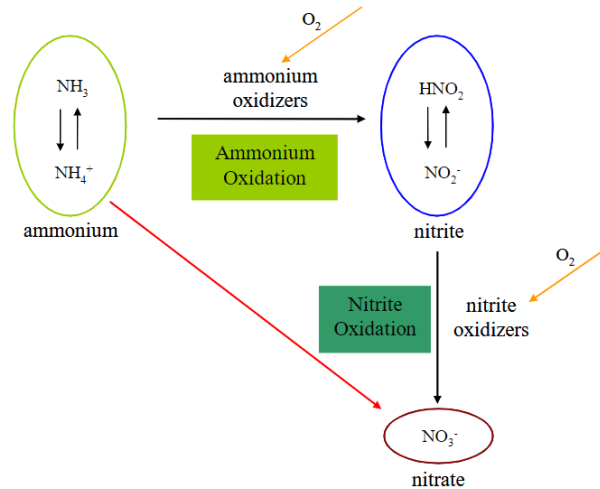 O₂
ammonium
oxidizers
NH₃
HNO₂
Ammonium
Oxidation
NH₄⁺
NO₂⁻
ammonium
nitrite
O₂
Nitrite
Oxidation
nitrite
oxidizers
NO₃⁻
nitrate